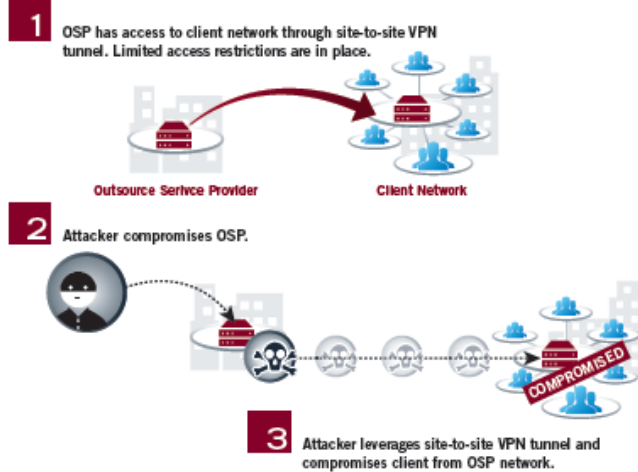 1
OSP has access to client network through site-to-site VPN
tunnel. Limited access restrictions are in place.
Outsource Serivce Provider
Client Network
2
Attacker compromises OSP.
COMPROMISED
3
Attacker leverages site-to-site VPN tunnel and
compromises client from OSP network.